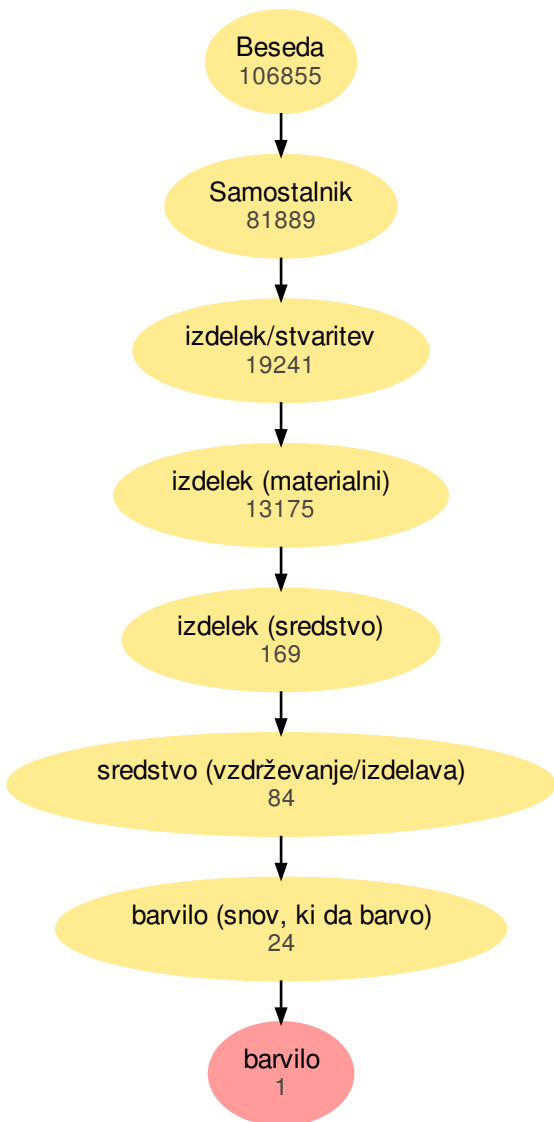 Beseda
106855
Samostalnik
81889
izdelek/stvaritev
19241
izdelek (materialni)
13175
izdelek (sredstvo)
169
sredstvo (vzdrževanje/izdelava)
84
barvilo (snov, ki da barvo)
24
barvilo
1